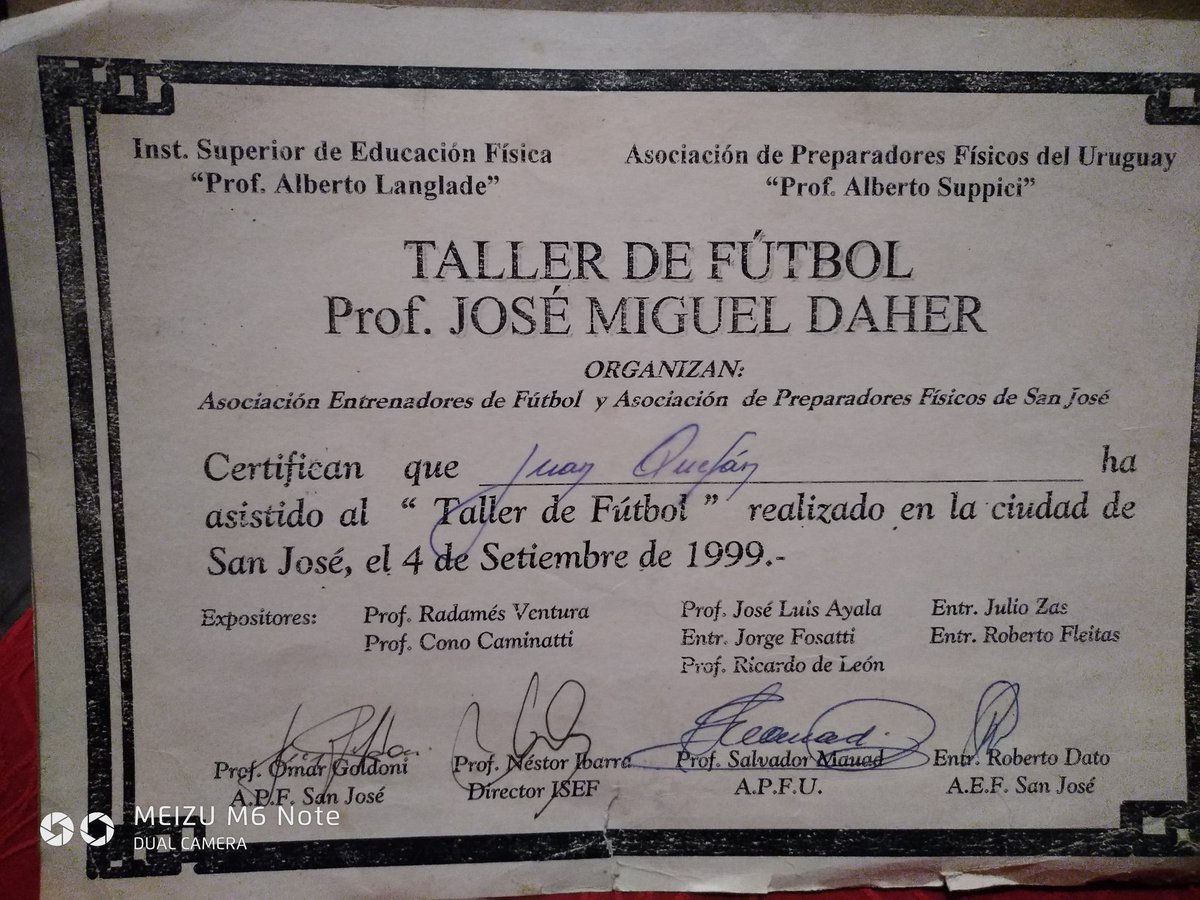 Inst. Superior de Educación Física
“Prof. Alberto Langlade”
Asociación de Preparadores Físicos del Uruguay
“Prof. Alberto Suppici”
TALLER DE FÚTBOL
Prof. JOSÉ MIGUEL DAHER
ORGANIZAN:
Asociación Entrenadores de Fútbol y Asociación de Preparadores Físicos de San José
Certifican que Juan ha
asistido al “ Taller de Fútbol ” realizado en la ciudad de
San José, el 4 de Setiembre de 1999.-
Expositores:
Prof. Radamés Ventura
Prof. Cono Caminatti
Prof. José Luis Ayala
Entr. Jorge Fosatti
Prof. Ricardo de León
Entr. Julio Zas
Entr. Roberto Fleitas
Prof. Omar Goldoni
A.P.F. San José
Prof. Néstor Ibarra
Director ISEF
Prof. Salvador Mauad
A.P.F.U.
Entr. Roberto Dato
A.E.F. San José
MEIZU M6 Note
DUAL CAMERA